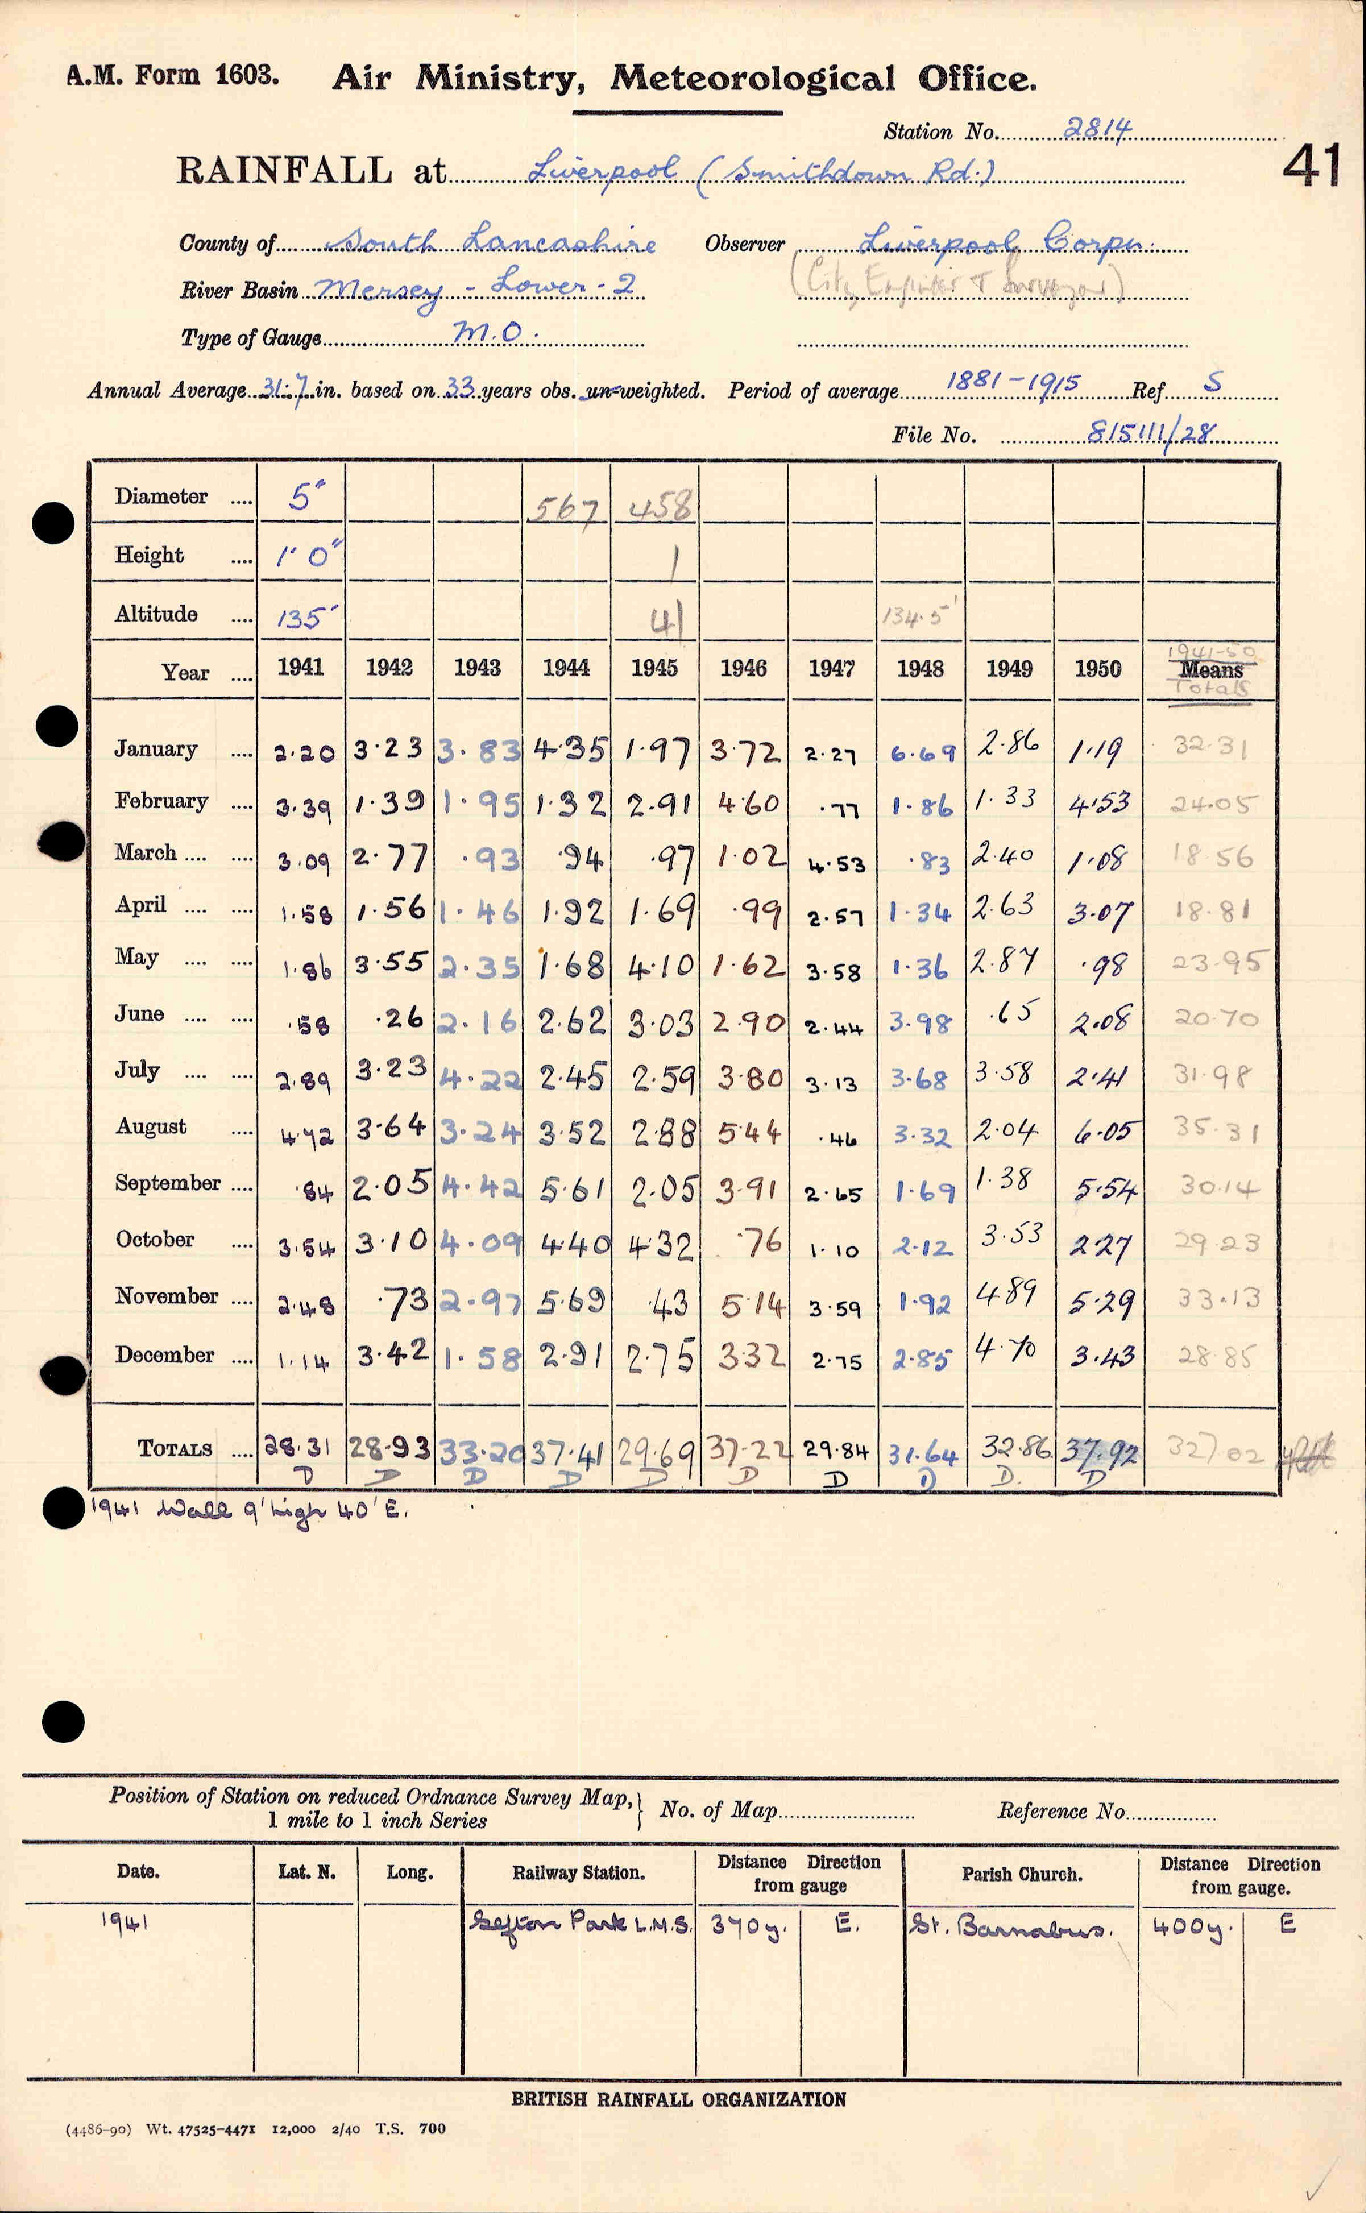 A.M. Form 1603. Air Ministry, Meteorological Office.
Station No. 2814
41
RAINFALL at Liverpool (Smithdown Rd.)
County of South Lancashire Observer Liverpool Corpn.
River Basin Mersey - Lower - 2 (City Engineer & Surveyor)
Type of Gauge M.O.
Annual Average 31.7 in. based on 33 years obs. un-weighted. Period of average 1881-1915 Ref S
File No. 815111/28
Diameter .... 5" 567 458
Height .... 1' 0" 1
Altitude .... 135' 41 134.5'
Year .... 1941 1942 1943 1944 1945 1946 1947 1948 1949 1950 1941-50 Means Totals
January .... 2.20 3.23 3.83 4.35 1.97 3.72 2.27 6.69 2.86 1.19 32.31
February .... 3.39 1.39 1.95 1.32 2.91 4.60 .77 1.86 1.33 4.53 24.05
March .... .... 3.09 2.77 .93 .94 .97 1.02 4.53 .83 2.40 1.08 18.56
April .... .... 1.58 1.56 1.46 1.92 1.69 .99 2.57 1.34 2.63 3.07 18.81
May .... .... 1.86 3.55 2.35 1.68 4.10 1.62 3.58 1.36 2.87 .98 23.95
June .... .... .58 .26 2.16 2.62 3.03 2.90 2.44 3.98 .65 2.08 20.70
July .... .... 2.89 3.23 4.22 2.45 2.59 3.80 3.13 3.68 3.58 2.41 31.98
August .... 4.72 3.64 3.24 3.52 2.88 5.44 .46 3.32 2.04 6.05 35.31
September .... .84 2.05 4.42 5.61 2.05 3.91 2.65 1.69 1.38 5.54 30.14
October .... 3.54 3.10 4.09 4.40 4.32 .76 1.10 2.12 3.53 2.27 29.23
November .... 2.48 .73 2.97 5.69 .43 5.14 3.59 1.92 4.89 5.29 33.13
December .... 1.14 3.42 1.58 2.91 2.75 3.32 2.75 2.85 4.70 3.43 28.85
TOTALS .... 28.31 28.93 33.20 37.41 29.69 37.22 29.84 31.64 32.86 37.92 327.02
D D D D D D D D D. D
1941 Wall 9' high 40' E.
Position of Station on reduced Ordnance Survey Map, 1 mile to 1 inch Series } No. of Map Reference No.
Date. Lat. N. Long. Railway Station. Distance Direction from gauge Parish Church. Distance Direction from gauge.
1941 Sefton Park L.M.S. 370y. E. St. Barnabus. 400y. E
BRITISH RAINFALL ORGANIZATION
(4486-90) Wt. 47525-4471 12,000 2/40 T.S. 700